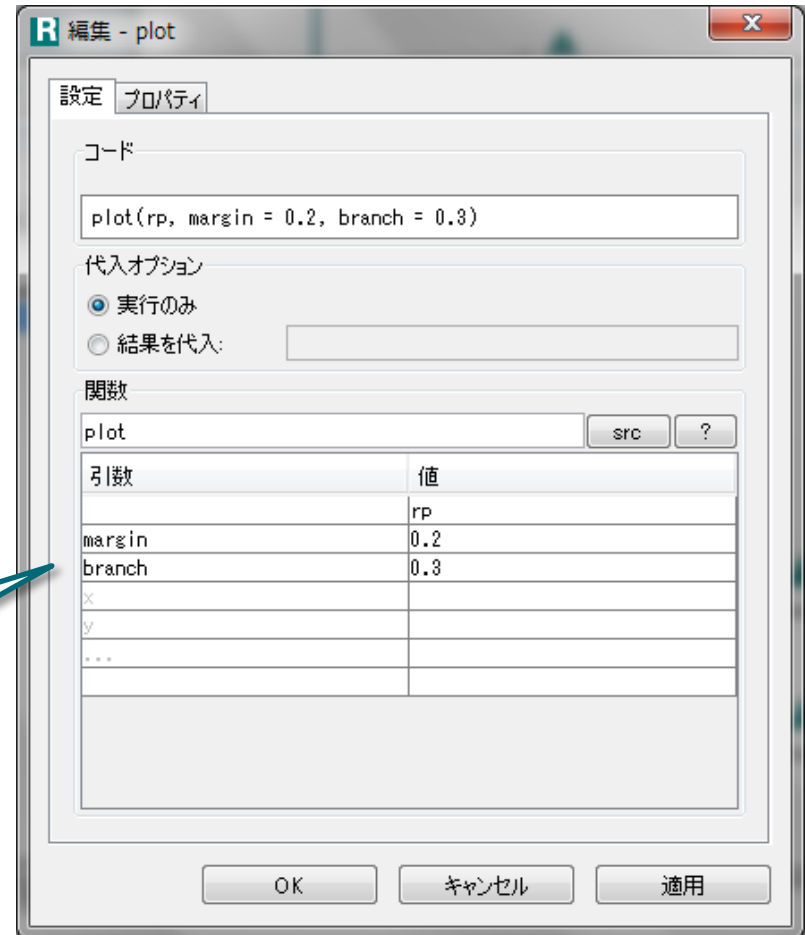 R 編集 - plot
X
設定 プロパティ
コード
plot(rp, margin = 0.2, branch = 0.3)
代入オプション
実行のみ
結果を代入:
関数
plot src ?
引数 値
rp
margin 0.2
branch 0.3
x
y
...
OK キャンセル 適用